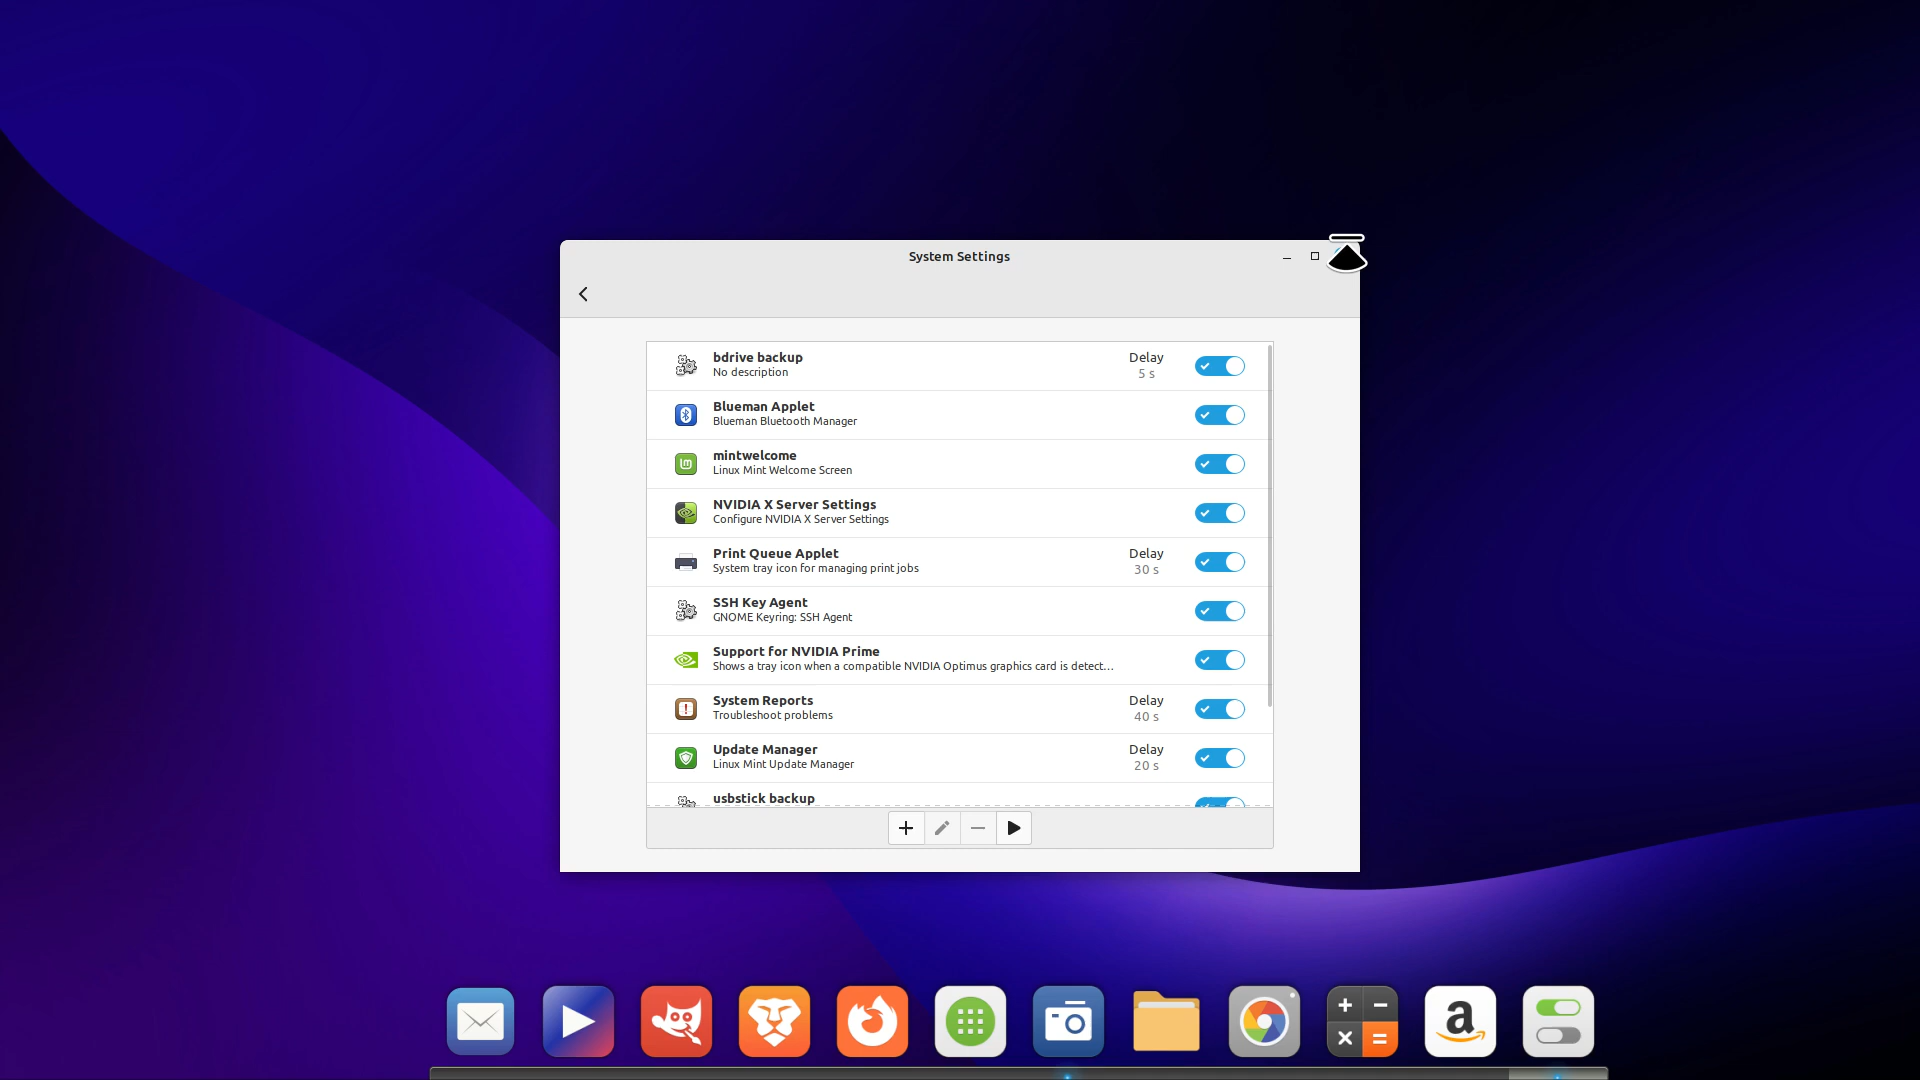 System Settings
bdrive backup
No description
Delay
5 s
Blueman Applet
Blueman Bluetooth Manager
mintwelcome
Linux Mint Welcome Screen
NVIDIA X Server Settings
Configure NVIDIA X Server Settings
Print Queue Applet
System tray icon for managing print jobs
Delay
30 s
SSH Key Agent
GNOME Keyring: SSH Agent
Support for NVIDIA Prime
Shows a tray icon when a compatible NVIDIA Optimus graphics card is detect...
System Reports
Troubleshoot problems
Delay
40 s
Update Manager
Linux Mint Update Manager
Delay
20 s
usbstick backup